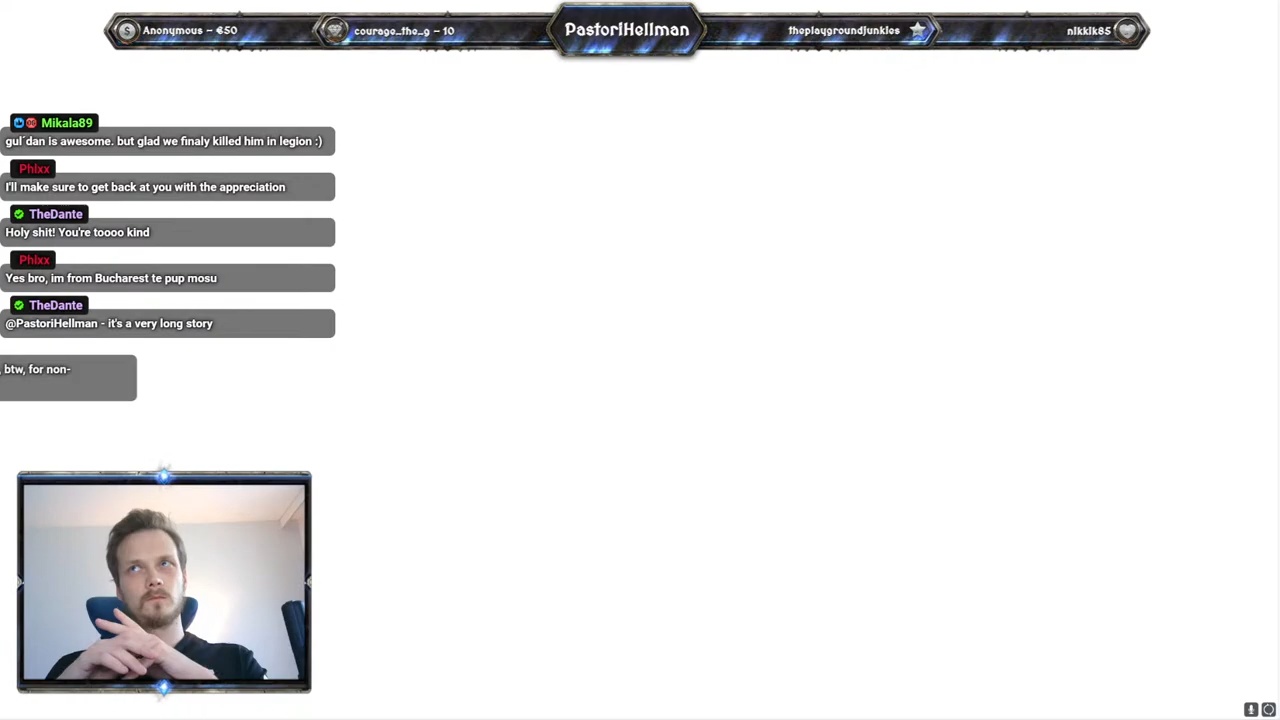 Anonymous ~ €50
courage_the_g ~ 10
PastoriHellman
theplaygroundjunkies
nikkik85
Mikala89
gul´dan is awesome. but glad we finaly killed him in legion :)
Phlxx
I'll make sure to get back at you with the appreciation
TheDante
Holy shit! You're toooo kind
Phlxx
Yes bro, im from Bucharest te pup mosu
TheDante
@PastoriHellman - it's a very long story
, btw, for non-